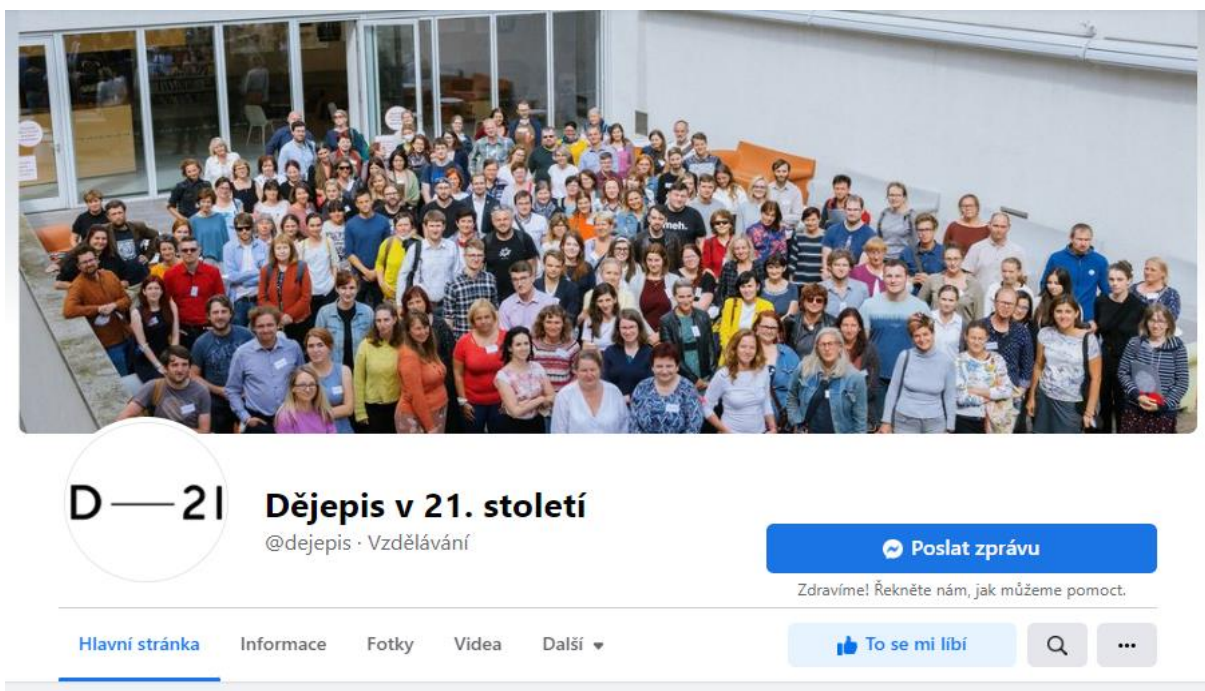 meh.
D—21
Dějepis v 21. století
@dejepis · Vzdělávání
Poslat zprávu
Zdravíme! Řekněte nám, jak můžeme pomoct.
Hlavní stránka
Informace
Fotky
Videa
Další
To se mi líbí